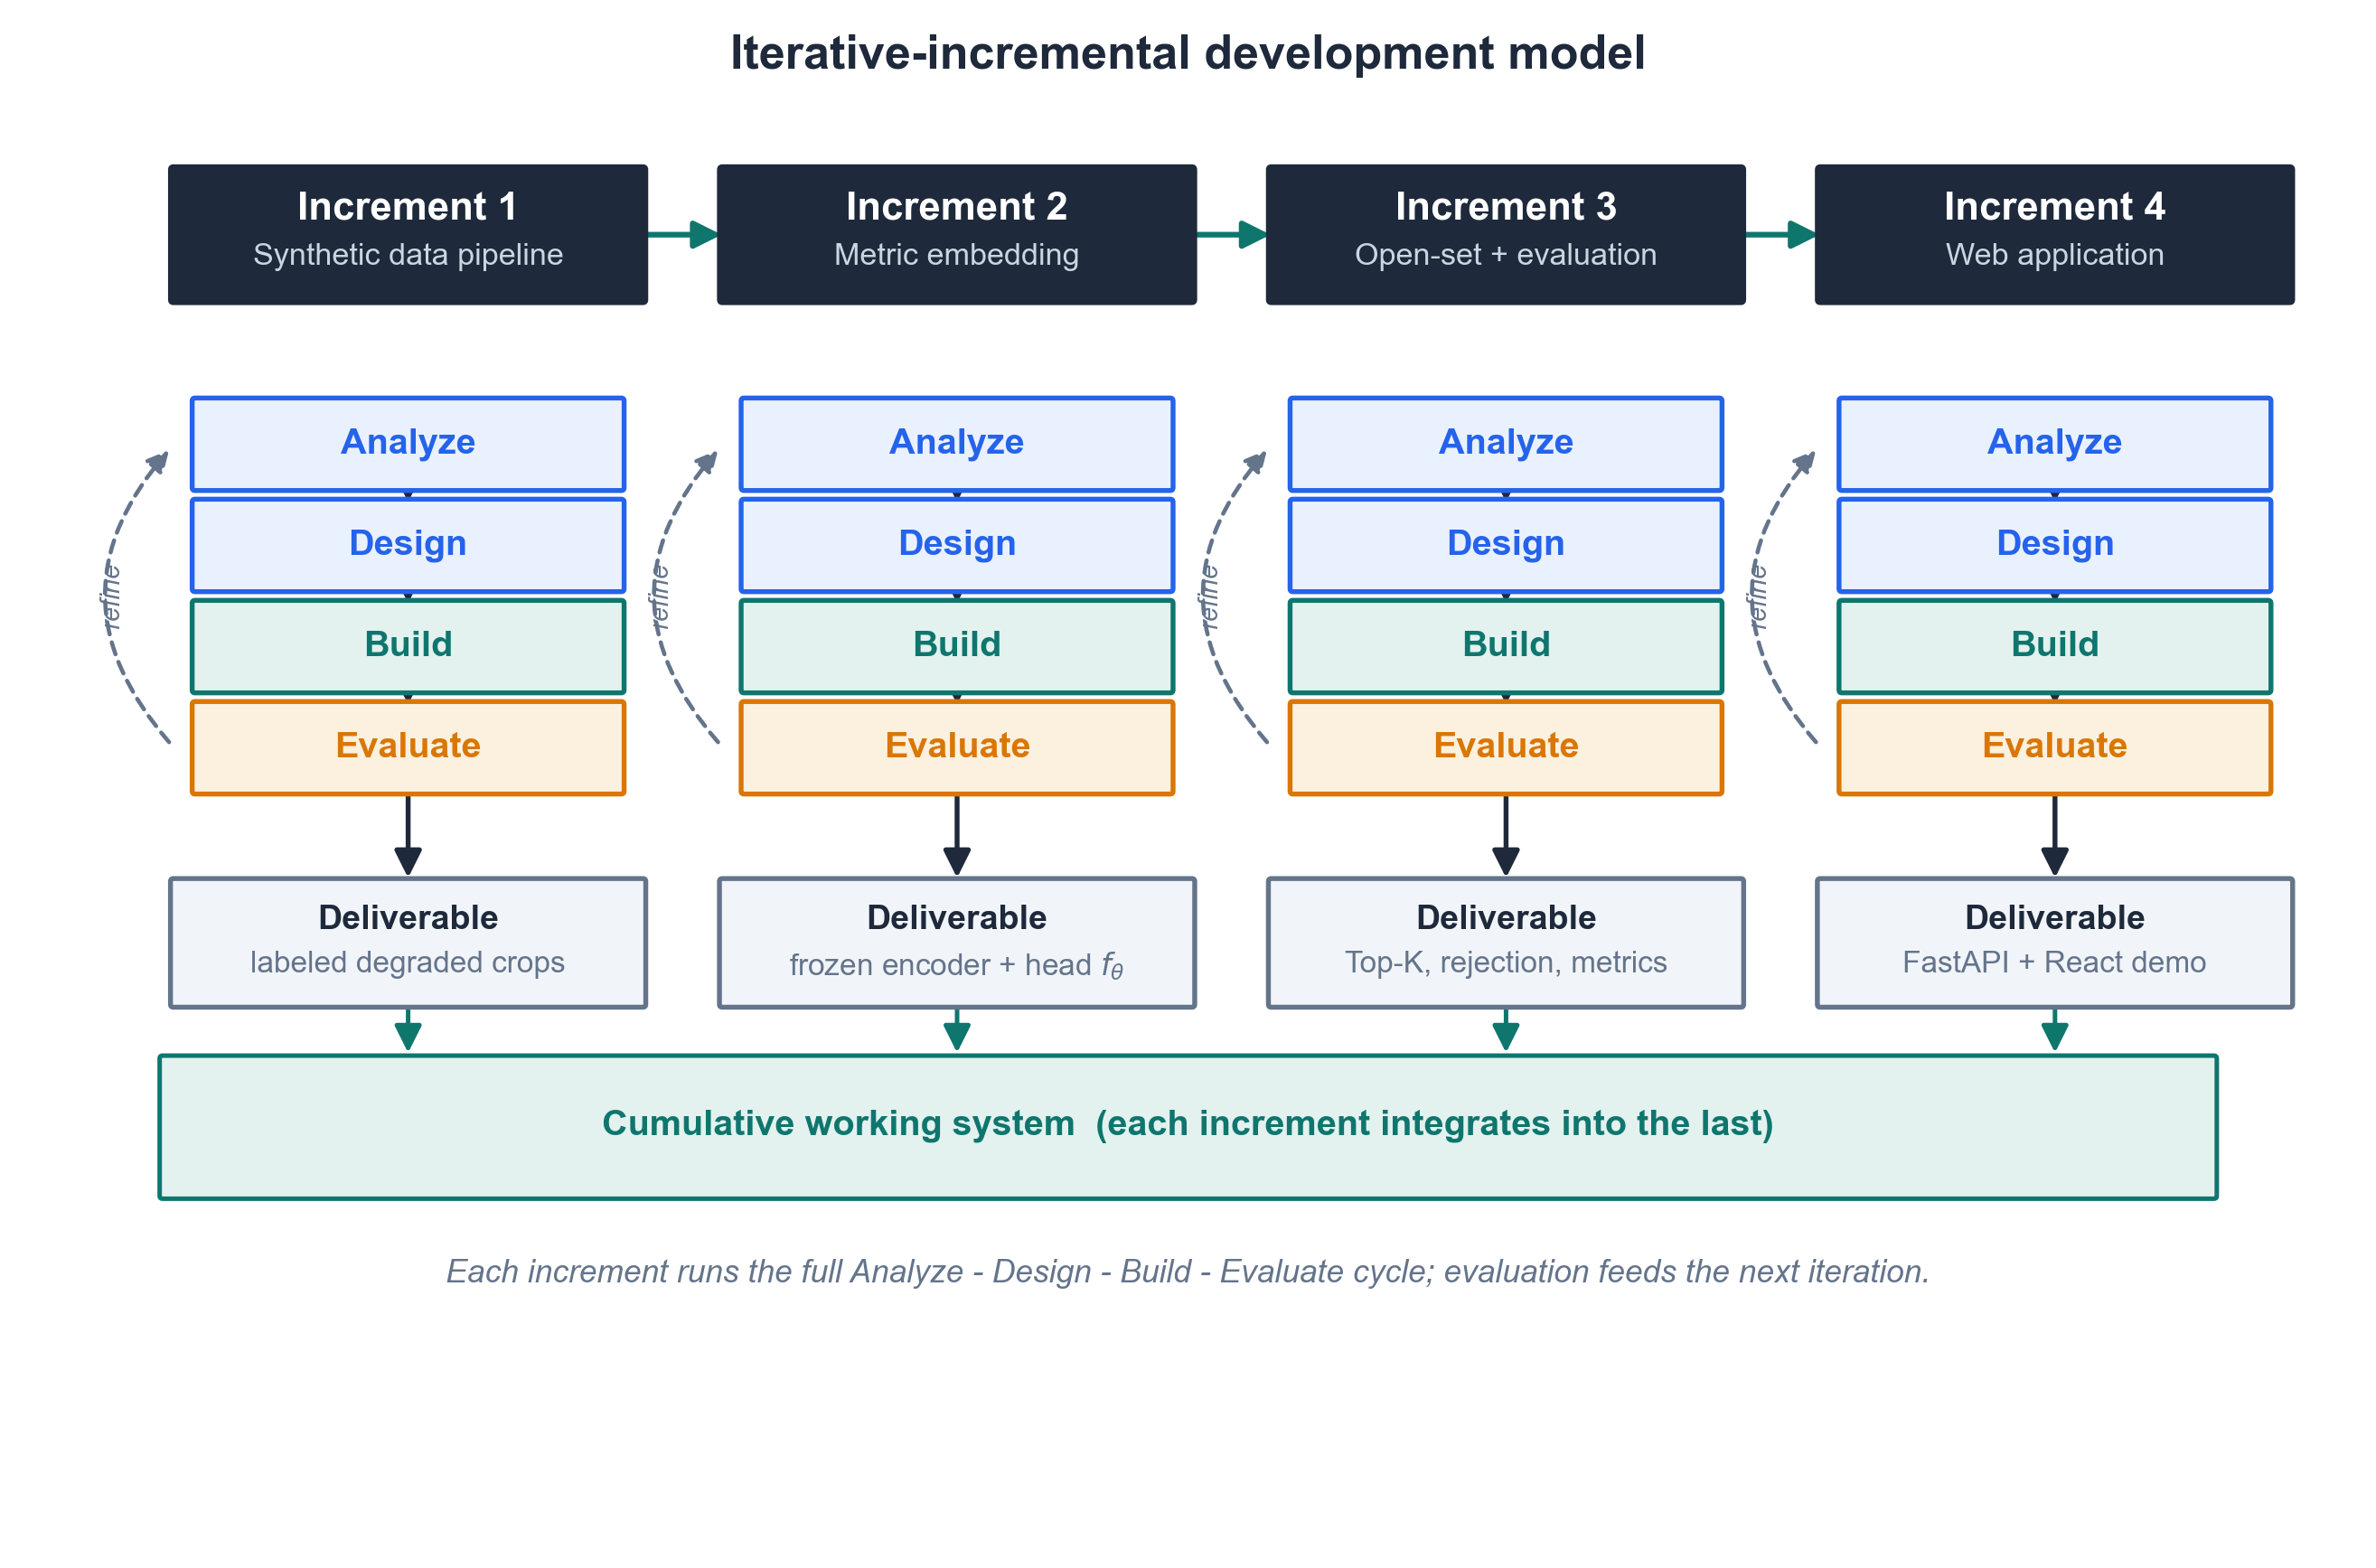 Iterative-incremental development model
Increment 1
Synthetic data pipeline
Increment 2
Metric embedding
Increment 3
Open-set + evaluation
Increment 4
Web application
refine
Analyze
Design
Build
Evaluate
refine
Analyze
Design
Build
Evaluate
refine
Analyze
Design
Build
Evaluate
refine
Analyze
Design
Build
Evaluate
Deliverable
labeled degraded crops
Deliverable
frozen encoder + head fθ
Deliverable
Top-K, rejection, metrics
Deliverable
FastAPI + React demo
Cumulative working system (each increment integrates into the last)
Each increment runs the full Analyze - Design - Build - Evaluate cycle; evaluation feeds the next iteration.